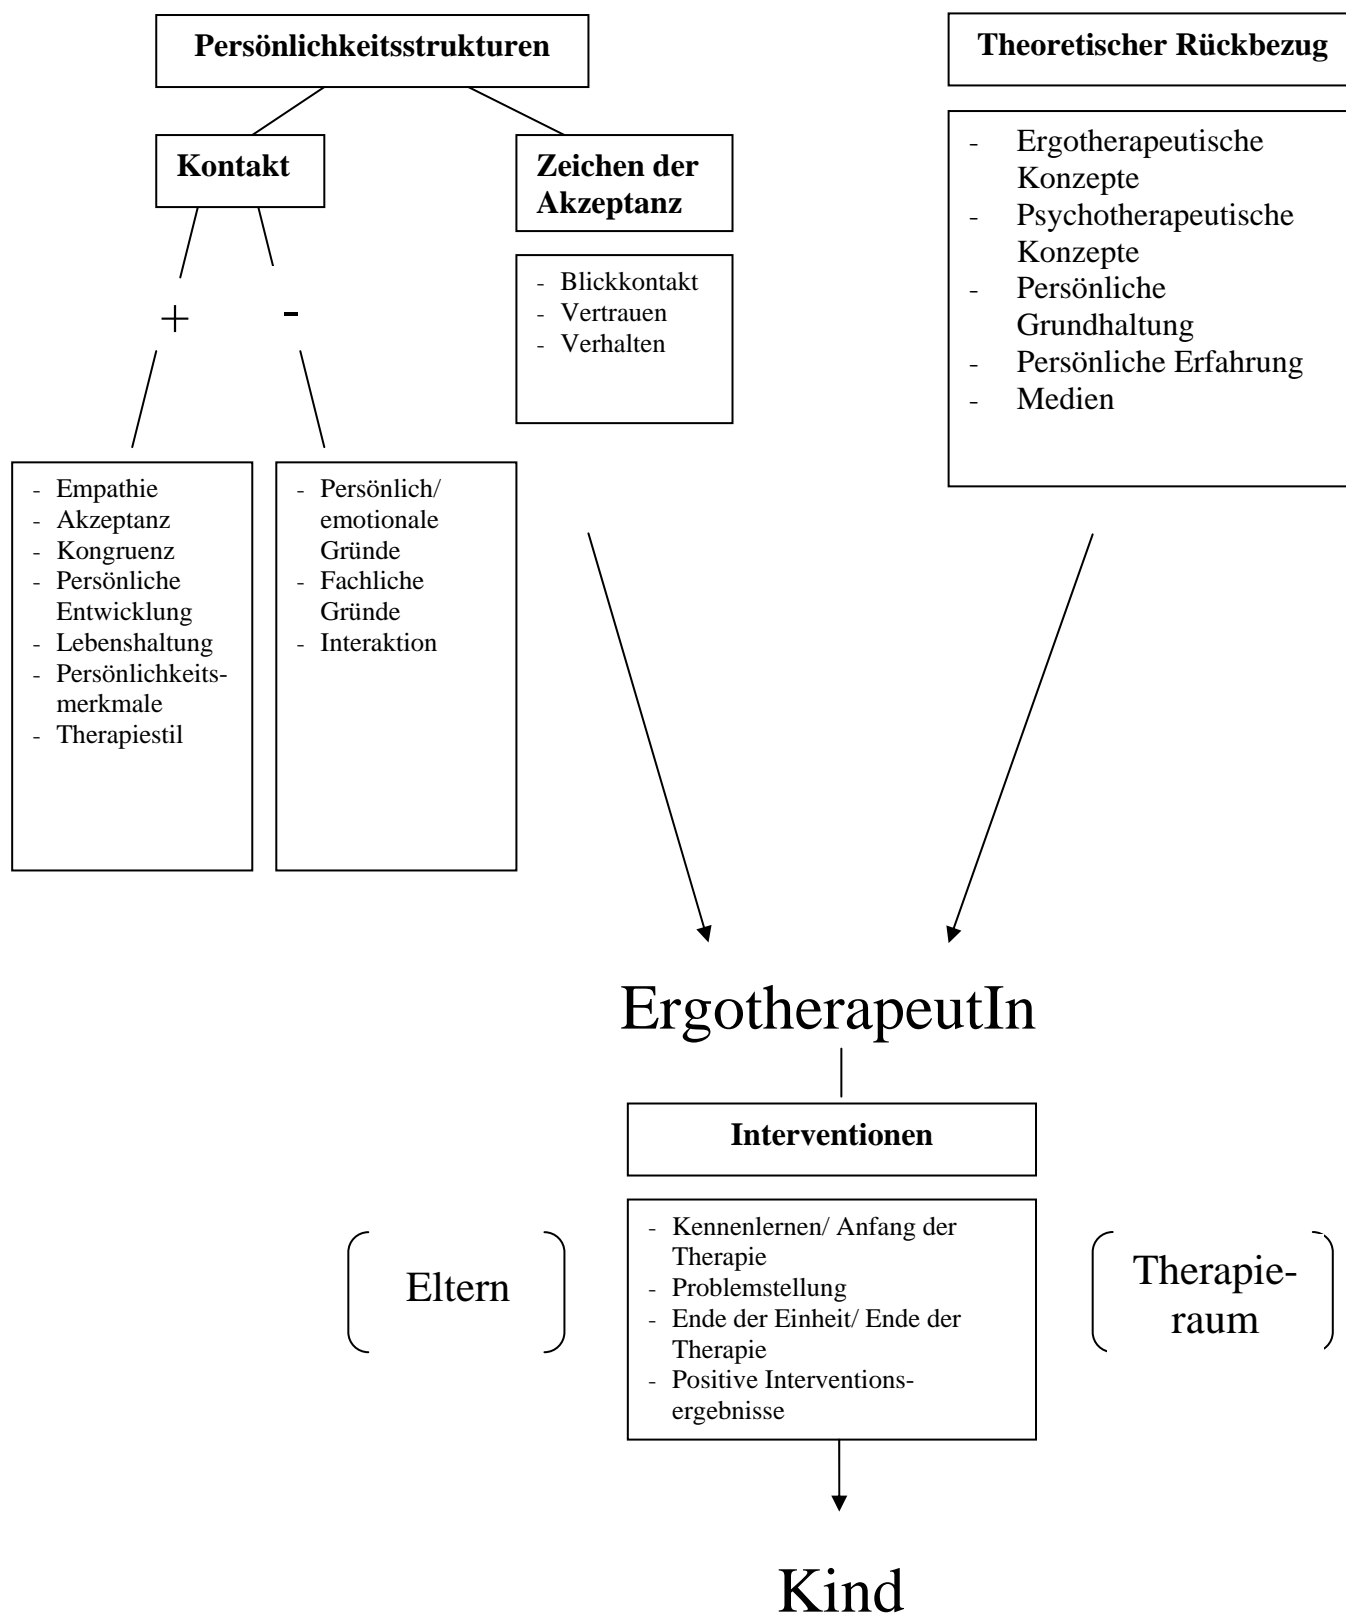 Persönlichkeitsstrukturen
Kontakt
Zeichen der
Akzeptanz
- Blickkontakt
- Vertrauen
- Verhalten
+
-
- Empathie
- Akzeptanz
- Kongruenz
- Persönliche
Entwicklung
- Lebenshaltung
- Persönlichkeits-
merkmale
- Therapiestil
- Persönlich/
emotionale
Gründe
- Fachliche
Gründe
- Interaktion
Theoretischer Rückbezug
- Ergotherapeutische
Konzepte
- Psychotherapeutische
Konzepte
- Persönliche
Grundhaltung
- Persönliche Erfahrung
- Medien
ErgotherapeutIn
Interventionen
Eltern
- Kennenlernen/ Anfang der
Therapie
- Problemstellung
- Ende der Einheit/ Ende der
Therapie
- Positive Interventions-
ergebnisse
Therapie-
raum
Kind